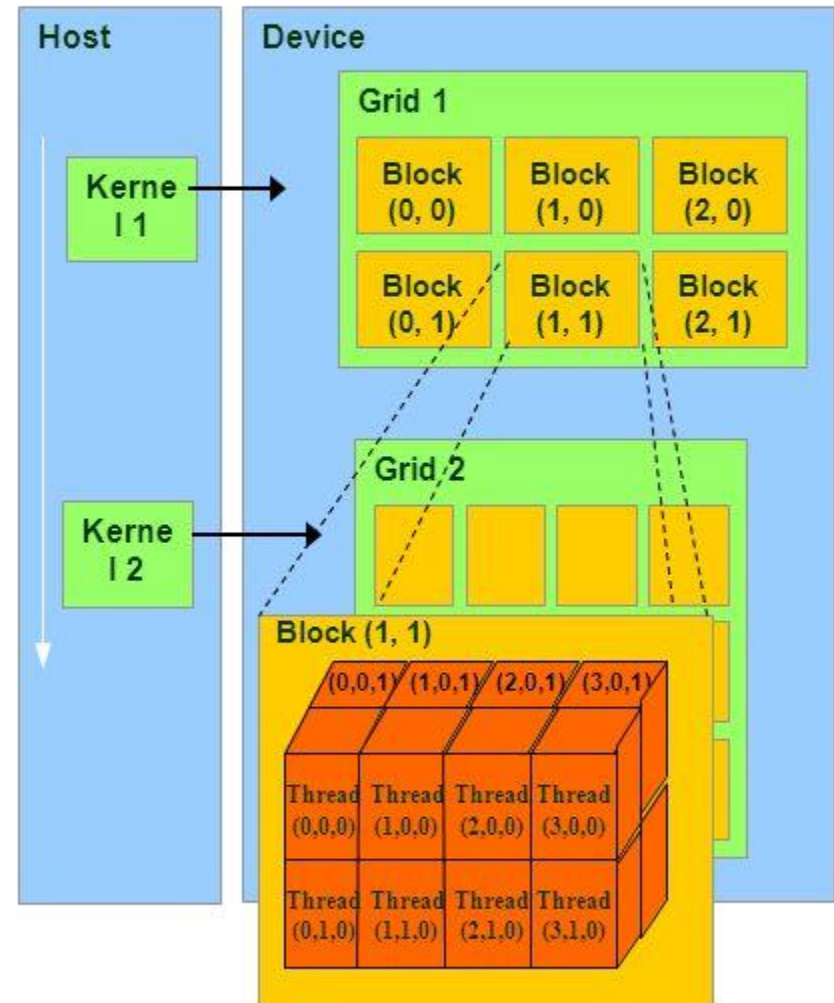 Host
Device
Grid 1
Kerne
l 1
Block
(0, 0)
Block
(1, 0)
Block
(2, 0)
Block
(0, 1)
Block
(1, 1)
Block
(2, 1)
Grid 2
Kerne
l 2
Block (1, 1)
(0,0,1) (1,0,1) (2,0,1) (3,0,1)
Thread
(0,0,0)
Thread
(1,0,0)
Thread
(2,0,0)
Thread
(3,0,0)
Thread
(0,1,0)
Thread
(1,1,0)
Thread
(2,1,0)
Thread
(3,1,0)